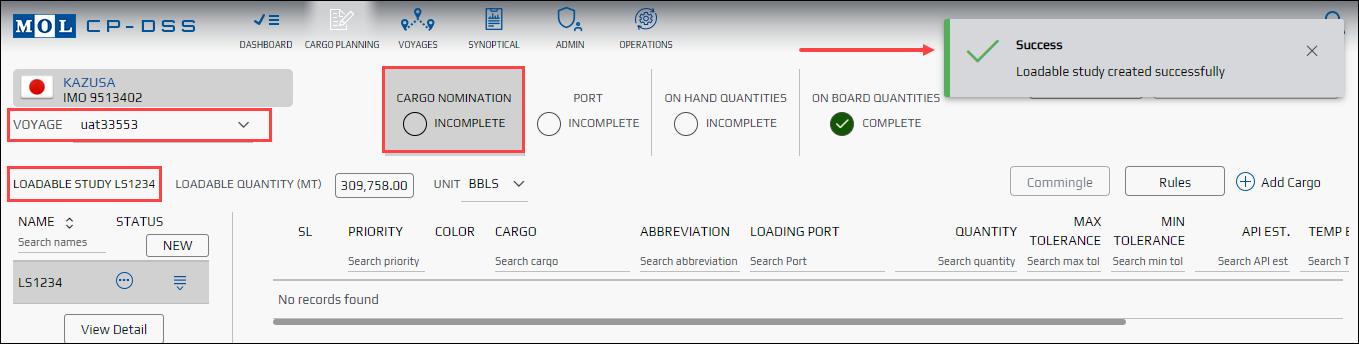 MOL CP-DSS
DASHBOARD
CARGO PLANNING
VOYAGES
SYNOPTICAL
ADMIN
OPERATIONS
Success
Loadable study created successfully
KAZUSA
IMO 9513402
VOYAGE uat33553
CARGO NOMINATION
INCOMPLETE
PORT
INCOMPLETE
ON HAND QUANTITIES
INCOMPLETE
ON BOARD QUANTITIES
COMPLETE
LOADABLE STUDY LS1234 LOADABLE QUANTITY (MT) 309,758.00 UNIT BBLS
Commingle Rules Add Cargo
NAME STATUS
Search names NEW
LS1234
View Detail
SL PRIORITY COLOR CARGO ABBREVIATION LOADING PORT QUANTITY MAX TOLERANCE MIN TOLERANCE API EST. TEMP E
Search priority Search cargo Search abbreviation Search Port Search quantity Search max tol Search min tol Search API est Search T
No records found